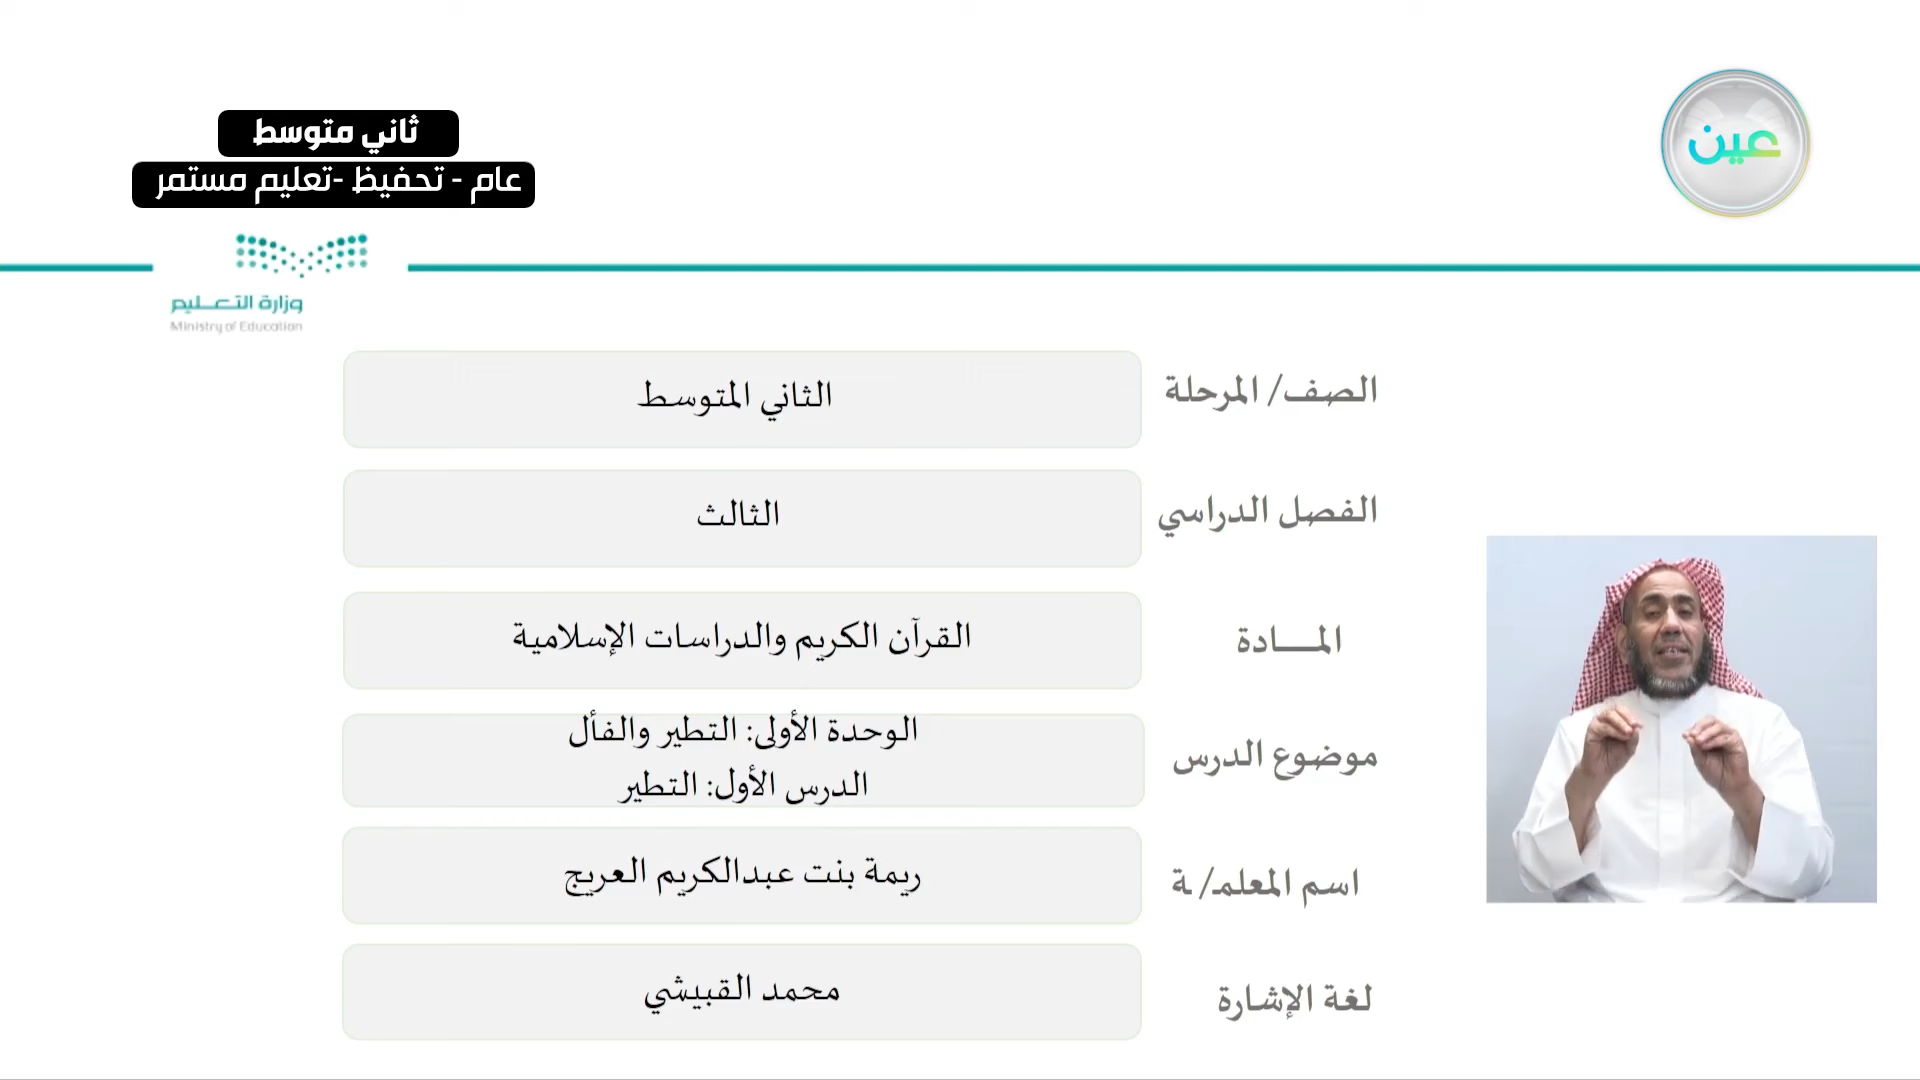 ثاني متوسط
عام - تحفيظ -تعليم مستمر
عين
وزارة التعليم
Ministry of Education
الصف/ المرحلة
الثاني المتوسط
الفصل الدراسي
الثالث
المـــادة
القرآن الكريم والدراسات الإسلامية
موضوع الدرس
الوحدة الأولى: التطير والفأل
الدرس الأول: التطير
اسم المعلمـ/ ـة
ريمة بنت عبدالكريم العريج
لغة الإشارة
محمد القبيشي